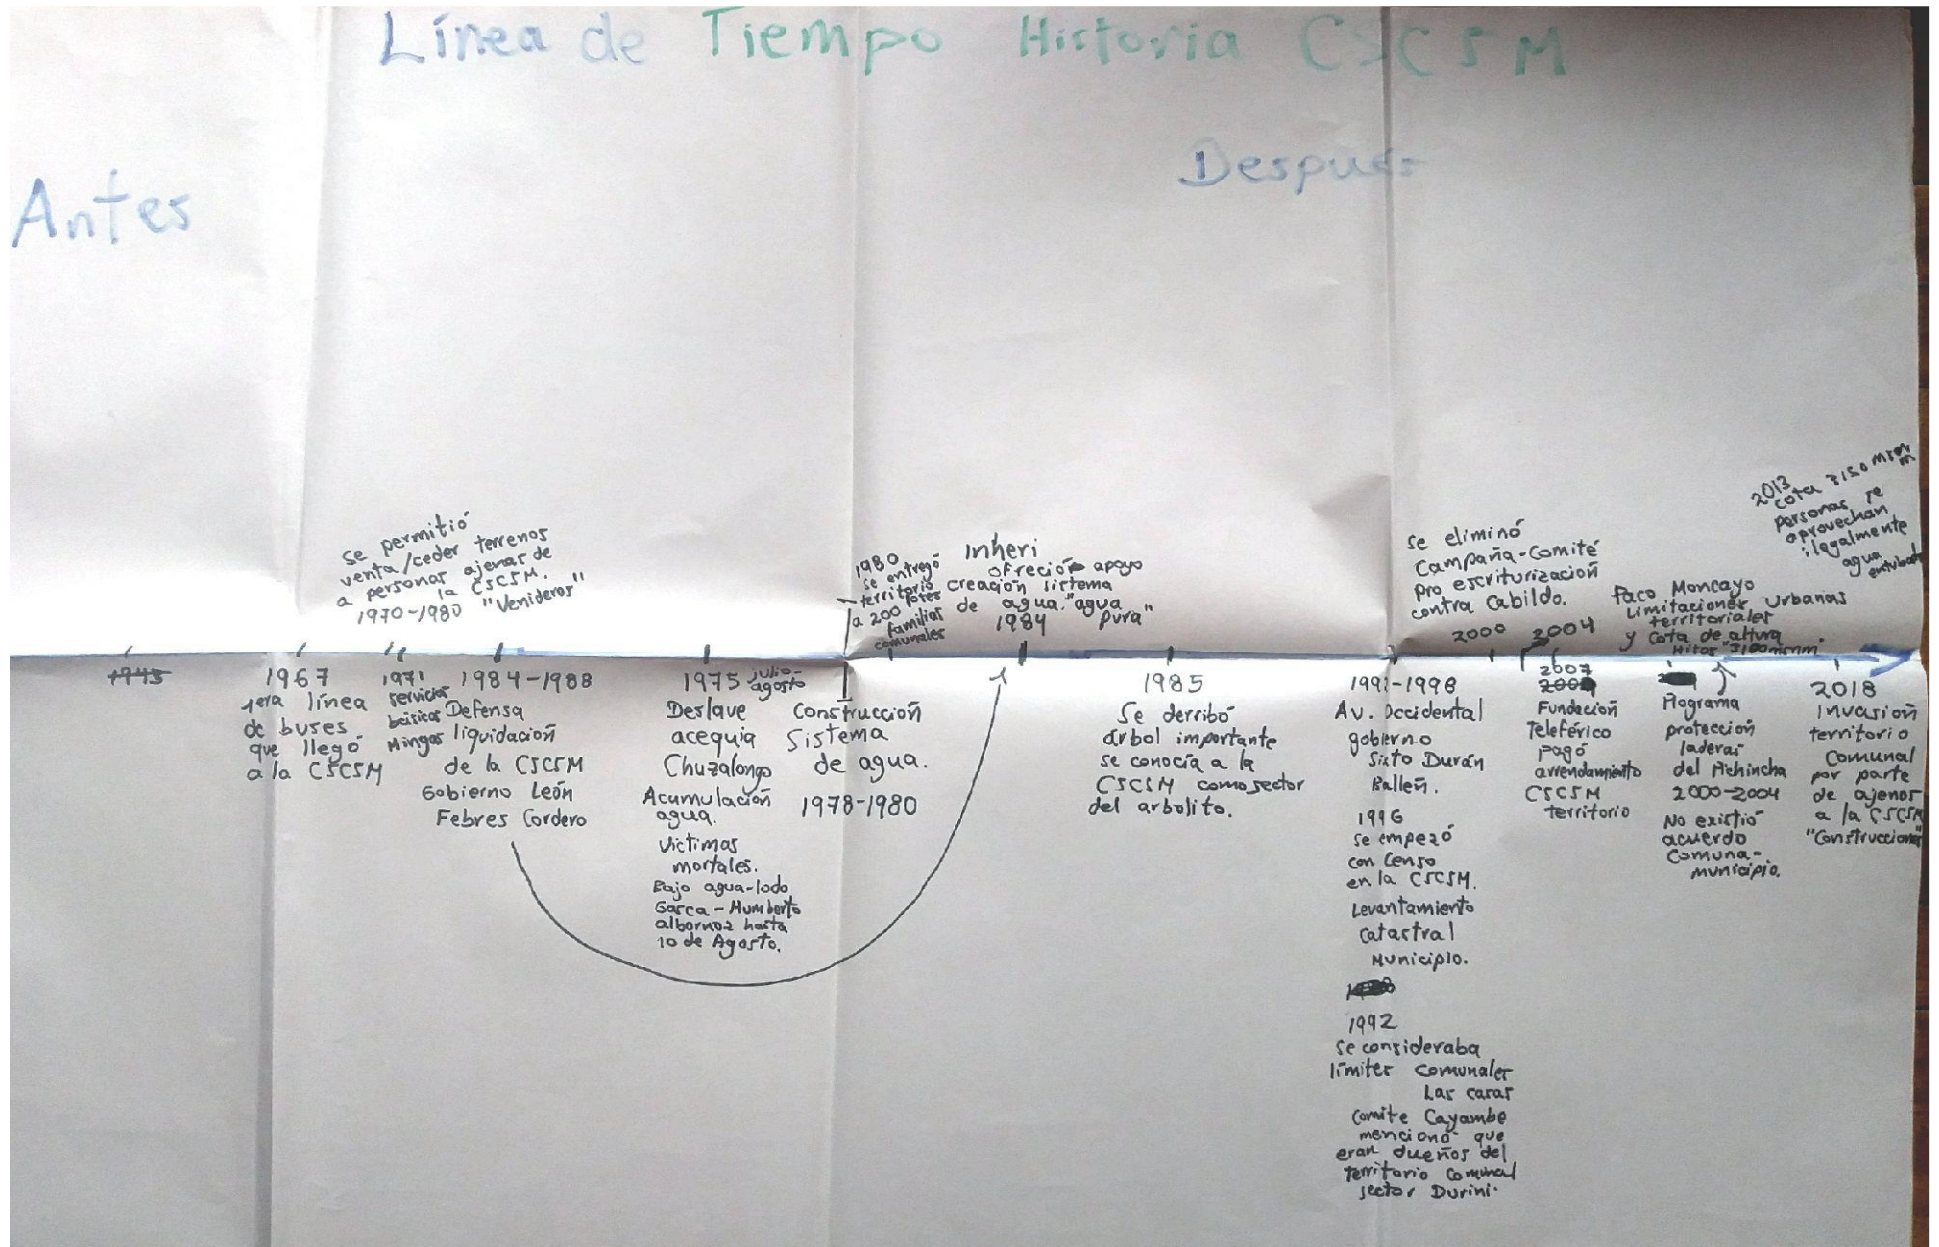 Línea de Tiempo Historia CSCSM
Antes
Después
se permitió
venta/ceder terrenos
a personas ajenas de
la CSCSM.
1970-1980 "Venideros"
1980
se entregó
territorio
a 200 lotes
familias
comunales
Inheri
ofreció apoyo
creación sistema
de agua "agua
pura"
1984
se eliminó
Campaña-Comité
pro escriturización
contra Cabildo.
2000
2004
Paco Moncayo
Limitaciones Urbanas
territoriales
y Cota de altura
Hitos "3100 msnm".
2013
cota 3150 msnm
personas se
aprovechan
ilegalmente
agua
entubada
1945
1967
1era línea
de buses
que llegó
a la CSCSM
1971
servicios
básicos
Mingas
1984-1988
Defensa
liquidación
de la CSCSM
Gobierno León
Febres Cordero
1975 julio-
agosto
Deslave
acequia
Chuzalongo
Acumulación
agua.
Víctimas
mortales.
Bajo agua-lodo
Gasca-Humberto
albornoz hasta
10 de Agosto.
Construcción
Sistema
de agua.
1978-1980
1985
Se derribó
árbol importante
se conocía a la
CSCSM como sector
del arbolito.
1992-1998
Av. Occidental
gobierno
Sixto Durán
Ballén.
1996
se empezó
con censo
en la CSCSM.
Levantamiento
catastral
Municipio.
1992
Se consideraba
límites comunales
Las casas
Comite Cayambe
mencionó que
eran dueños del
territorio comunal
sector Durini.
2007
Fundación
Teleférico
pagó
arrendamiento
CSCSM
territorio
Programa
protección
laderas
del Pichincha
2000-2004
No existió
acuerdo
Comuna-
municipio.
2018
Invasión
territorio
Comunal
por parte
de ajenos
a la CSCSM
"Construcciones"